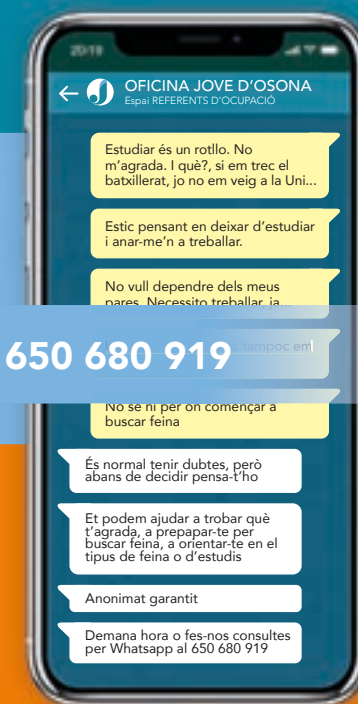 20:19
OFICINA JOVE D'OSONA
Espai REFERENTS D'OCUPACIÓ
Estudiar és un rotllo. No
m'agrada. I què?, si em trec el
batxillerat, jo no em veig a la Uni...
Estic pensant en deixar d'estudiar
i anar-me'n a treballar.
No vull dependre dels meus
pares. Necessito treballar, ja...
tampoc em
650 680 919
No sé ni per on començar a
buscar feina
És normal tenir dubtes, però
abans de decidir pensa-t'ho
Et podem ajudar a trobar què
t'agrada, a prepapar-te per
buscar feina, a orientar-te en el
tipus de feina o d'estudis
Anonimat garantit
Demana hora o fes-nos consultes
per Whatsapp al 650 680 919